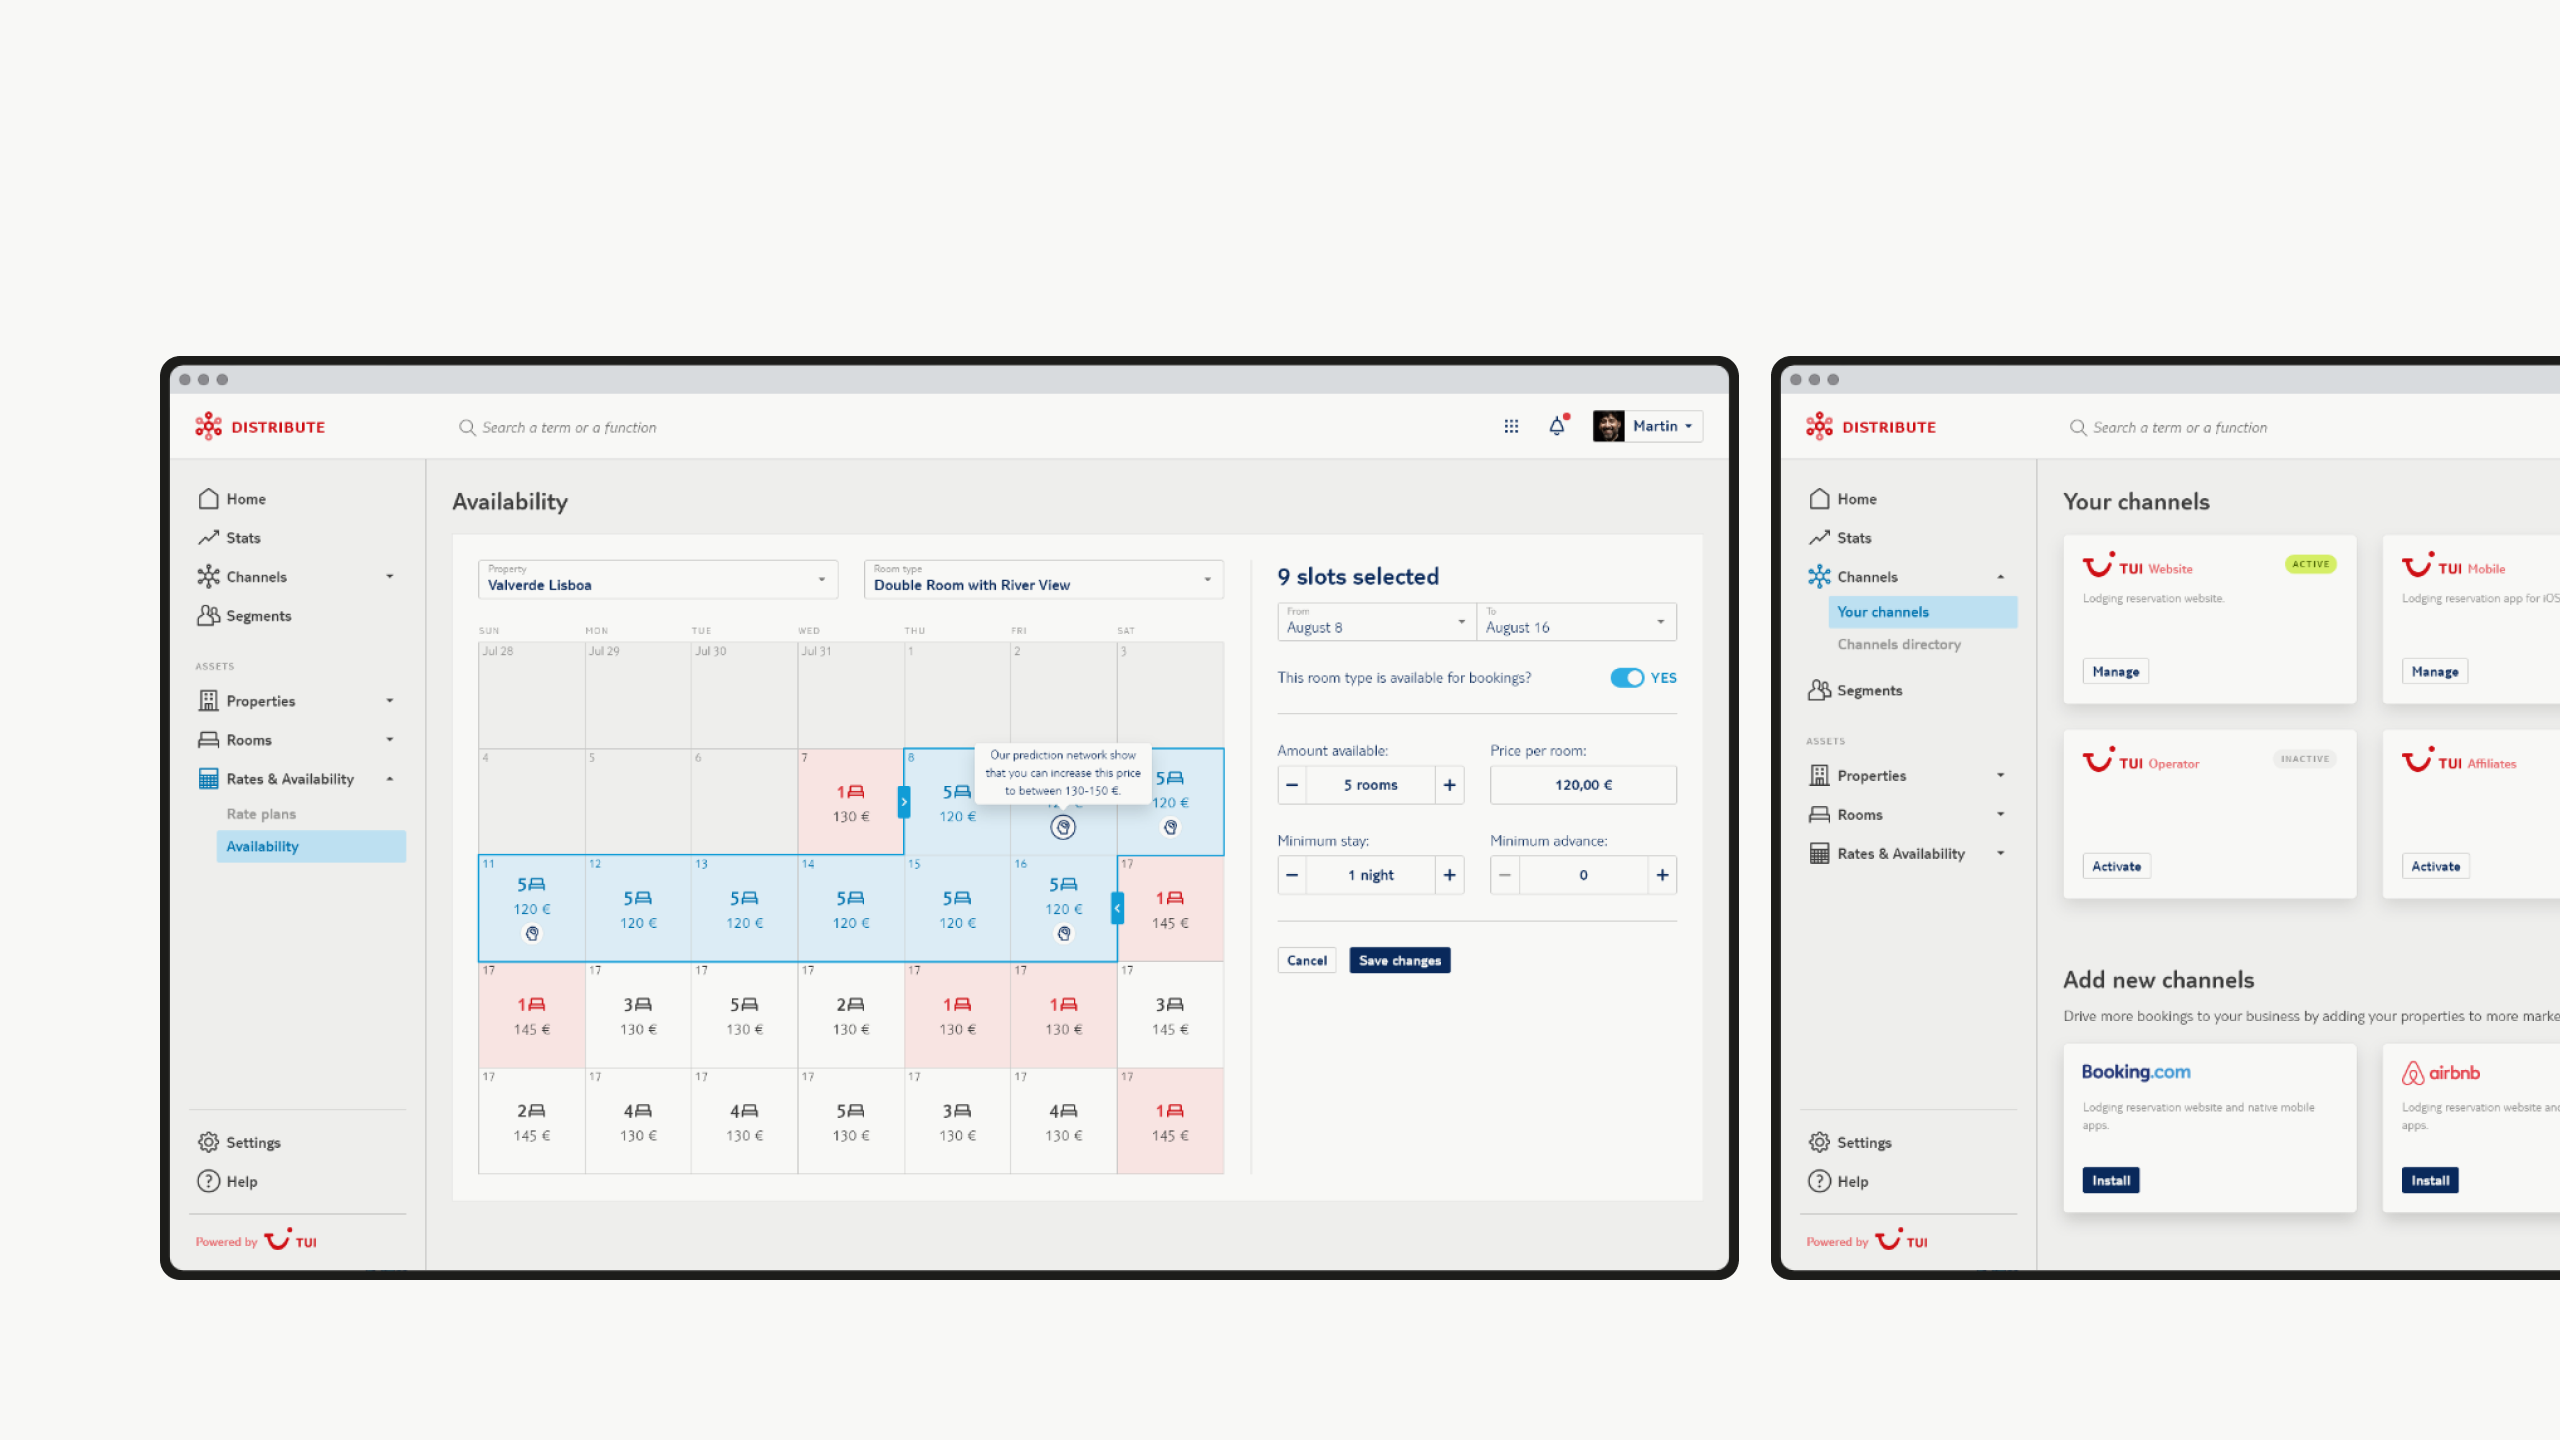 DISTRIBUTE
Search a term or a function
Martin
Home
Stats
Channels
Segments
ASSETS
Properties
Rooms
Rates & Availability
Rate plans
Availability
Settings
Help
Powered by TUI
Availability
Property
Valverde Lisboa
Room type
Double Room with River View
SUN MON TUE WED THU FRI SAT
Jul 28 Jul 29 Jul 30 Jul 31 1 2 3
4 5 6 7 8
Our prediction network show
that you can increase this price
to between 130-150 €.
1 5 5
130 € 120 € 120 €
11 12 13 14 15 16 17
5 5 5 5 5 5 1
120 € 120 € 120 € 120 € 120 € 120 € 145 €
17 17 17 17 17 17 17
1 3 5 2 1 1 3
145 € 130 € 130 € 130 € 130 € 130 € 145 €
17 17 17 17 17 17 17
2 4 4 5 3 4 1
145 € 130 € 130 € 130 € 130 € 130 € 145 €
9 slots selected
From
August 8
To
August 16
This room type is available for bookings?
YES
Amount available:
5 rooms
Price per room:
120,00 €
Minimum stay:
1 night
Minimum advance:
0
Cancel
Save changes
DISTRIBUTE
Search a term or a function
Home
Stats
Channels
Your channels
Channels directory
Segments
ASSETS
Properties
Rooms
Rates & Availability
Settings
Help
Powered by TUI
Your channels
TUI Website
ACTIVE
Lodging reservation website.
Manage
TUI Mobile
Lodging reservation app for iOS
Manage
TUI Operator
INACTIVE
Activate
TUI Affiliates
Activate
Add new channels
Drive more bookings to your business by adding your properties to more marke
Booking.com
Lodging reservation website and native mobile
apps.
Install
airbnb
Lodging reservation website and
apps.
Install